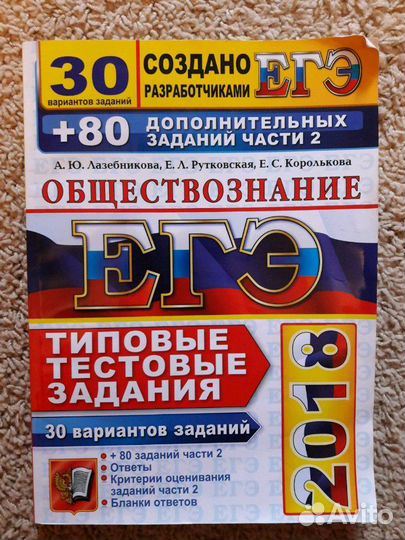 30
вариантов заданий
СОЗДАНО
РАЗРАБОТЧИКАМИ
ЕГЭ
+80 ДОПОЛНИТЕЛЬНЫХ
ЗАДАНИЙ ЧАСТИ 2
А. Ю. Лазебникова, Е. Л. Рутковская, Е. С. Королькова
ОБЩЕСТВОЗНАНИЕ
ЕГЭ
ТИПОВЫЕ
ТЕСТОВЫЕ
ЗАДАНИЯ
30 вариантов заданий
• + 80 заданий части 2
• Ответы
• Критерии оценивания
заданий части 2
• Бланки ответов
2018
Avito